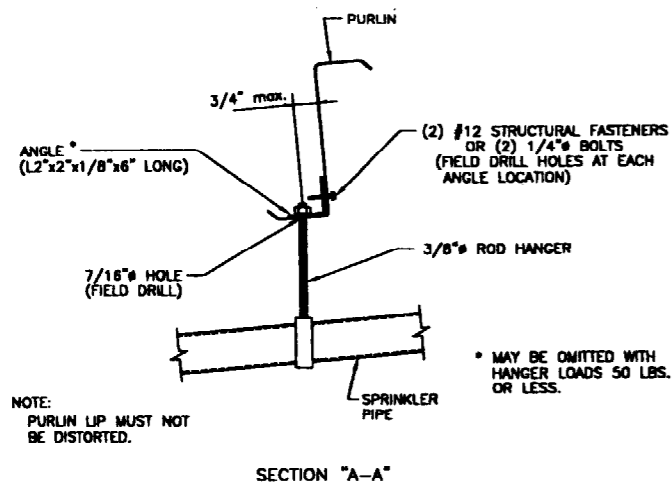 PURLIN
3/4" max.
ANGLE *
(L2"x2"x1/8"x6" LONG)
(2) #12 STRUCTURAL FASTENERS
OR (2) 1/4"ø BOLTS
(FIELD DRILL HOLES AT EACH
ANGLE LOCATION)
7/16"ø HOLE
(FIELD DRILL)
3/8"ø ROD HANGER
* MAY BE OMITTED WITH
HANGER LOADS 50 LBS.
OR LESS.
NOTE:
PURLIN LIP MUST NOT
BE DISTORTED.
SPRINKLER
PIPE
SECTION "A-A"